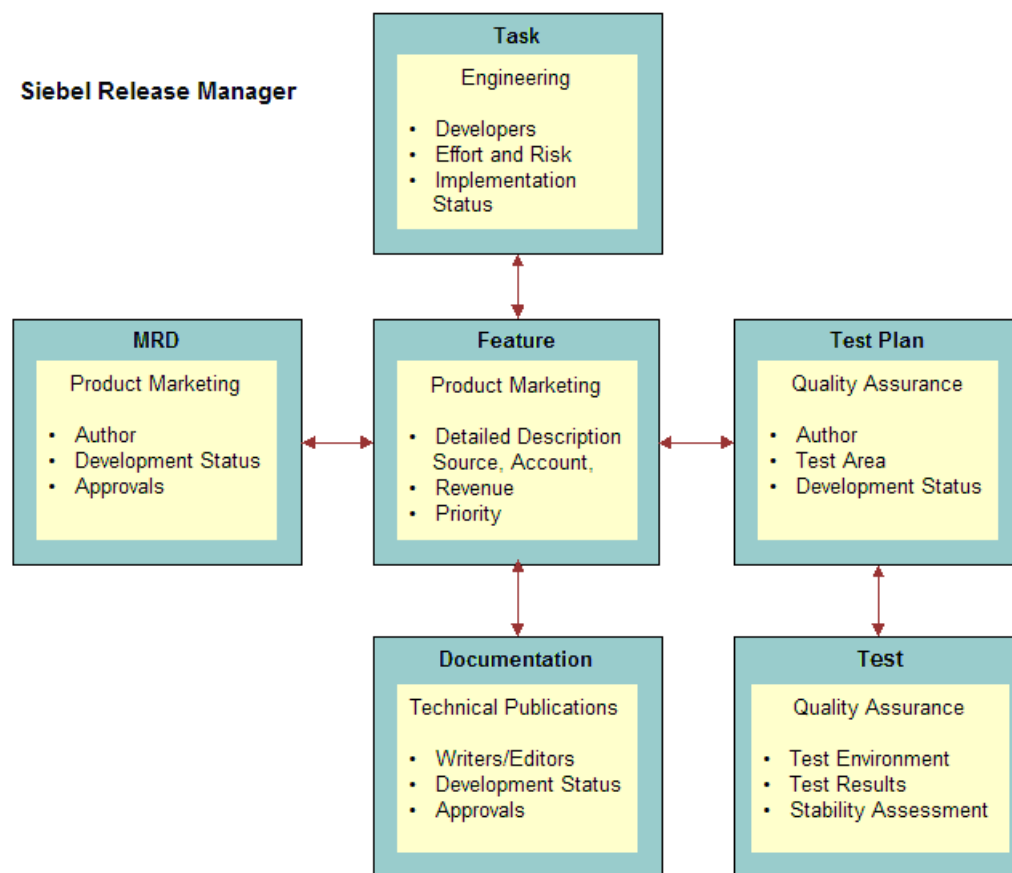 Siebel Release Manager
Task
Engineering
• Developers
• Effort and Risk
• Implementation
Status
MRD
Product Marketing
• Author
• Development Status
• Approvals
Feature
Product Marketing
• Detailed Description
Source, Account,
• Revenue
• Priority
Test Plan
Quality Assurance
• Author
• Test Area
• Development Status
Documentation
Technical Publications
• Writers/Editors
• Development Status
• Approvals
Test
Quality Assurance
• Test Environment
• Test Results
• Stability Assessment